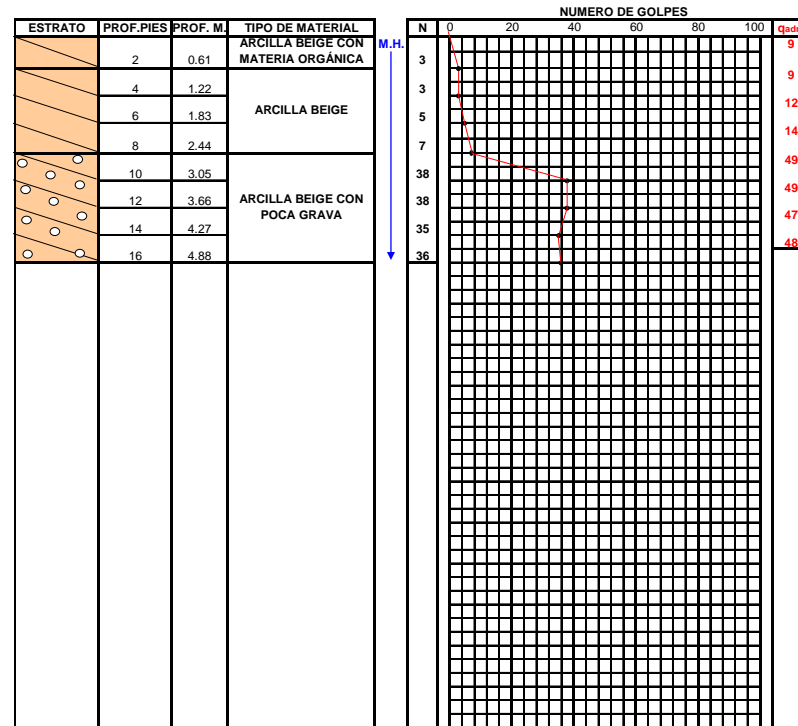 NUMERO DE GOLPES
ESTRATO PROF.PIES PROF. M. TIPO DE MATERIAL N 0 20 40 60 80 100 qadm
ARCILLA BEIGE CON
MATERIA ORGÁNICA
M.H.
2 0.61 3 9
4 1.22 3 9
ARCILLA BEIGE
6 1.83 5 12
8 2.44 7 14
10 3.05 38 49
ARCILLA BEIGE CON
POCA GRAVA
12 3.66 38 49
14 4.27 35 47
16 4.88 36 48